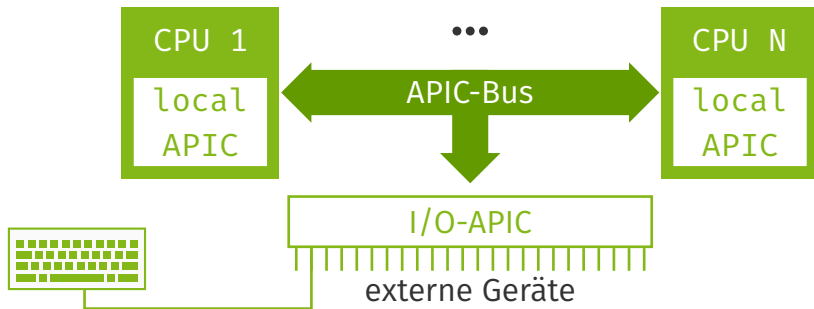 CPU 1
•••
CPU N
local
APIC
APIC-Bus
local
APIC
I/O-APIC
externe Geräte